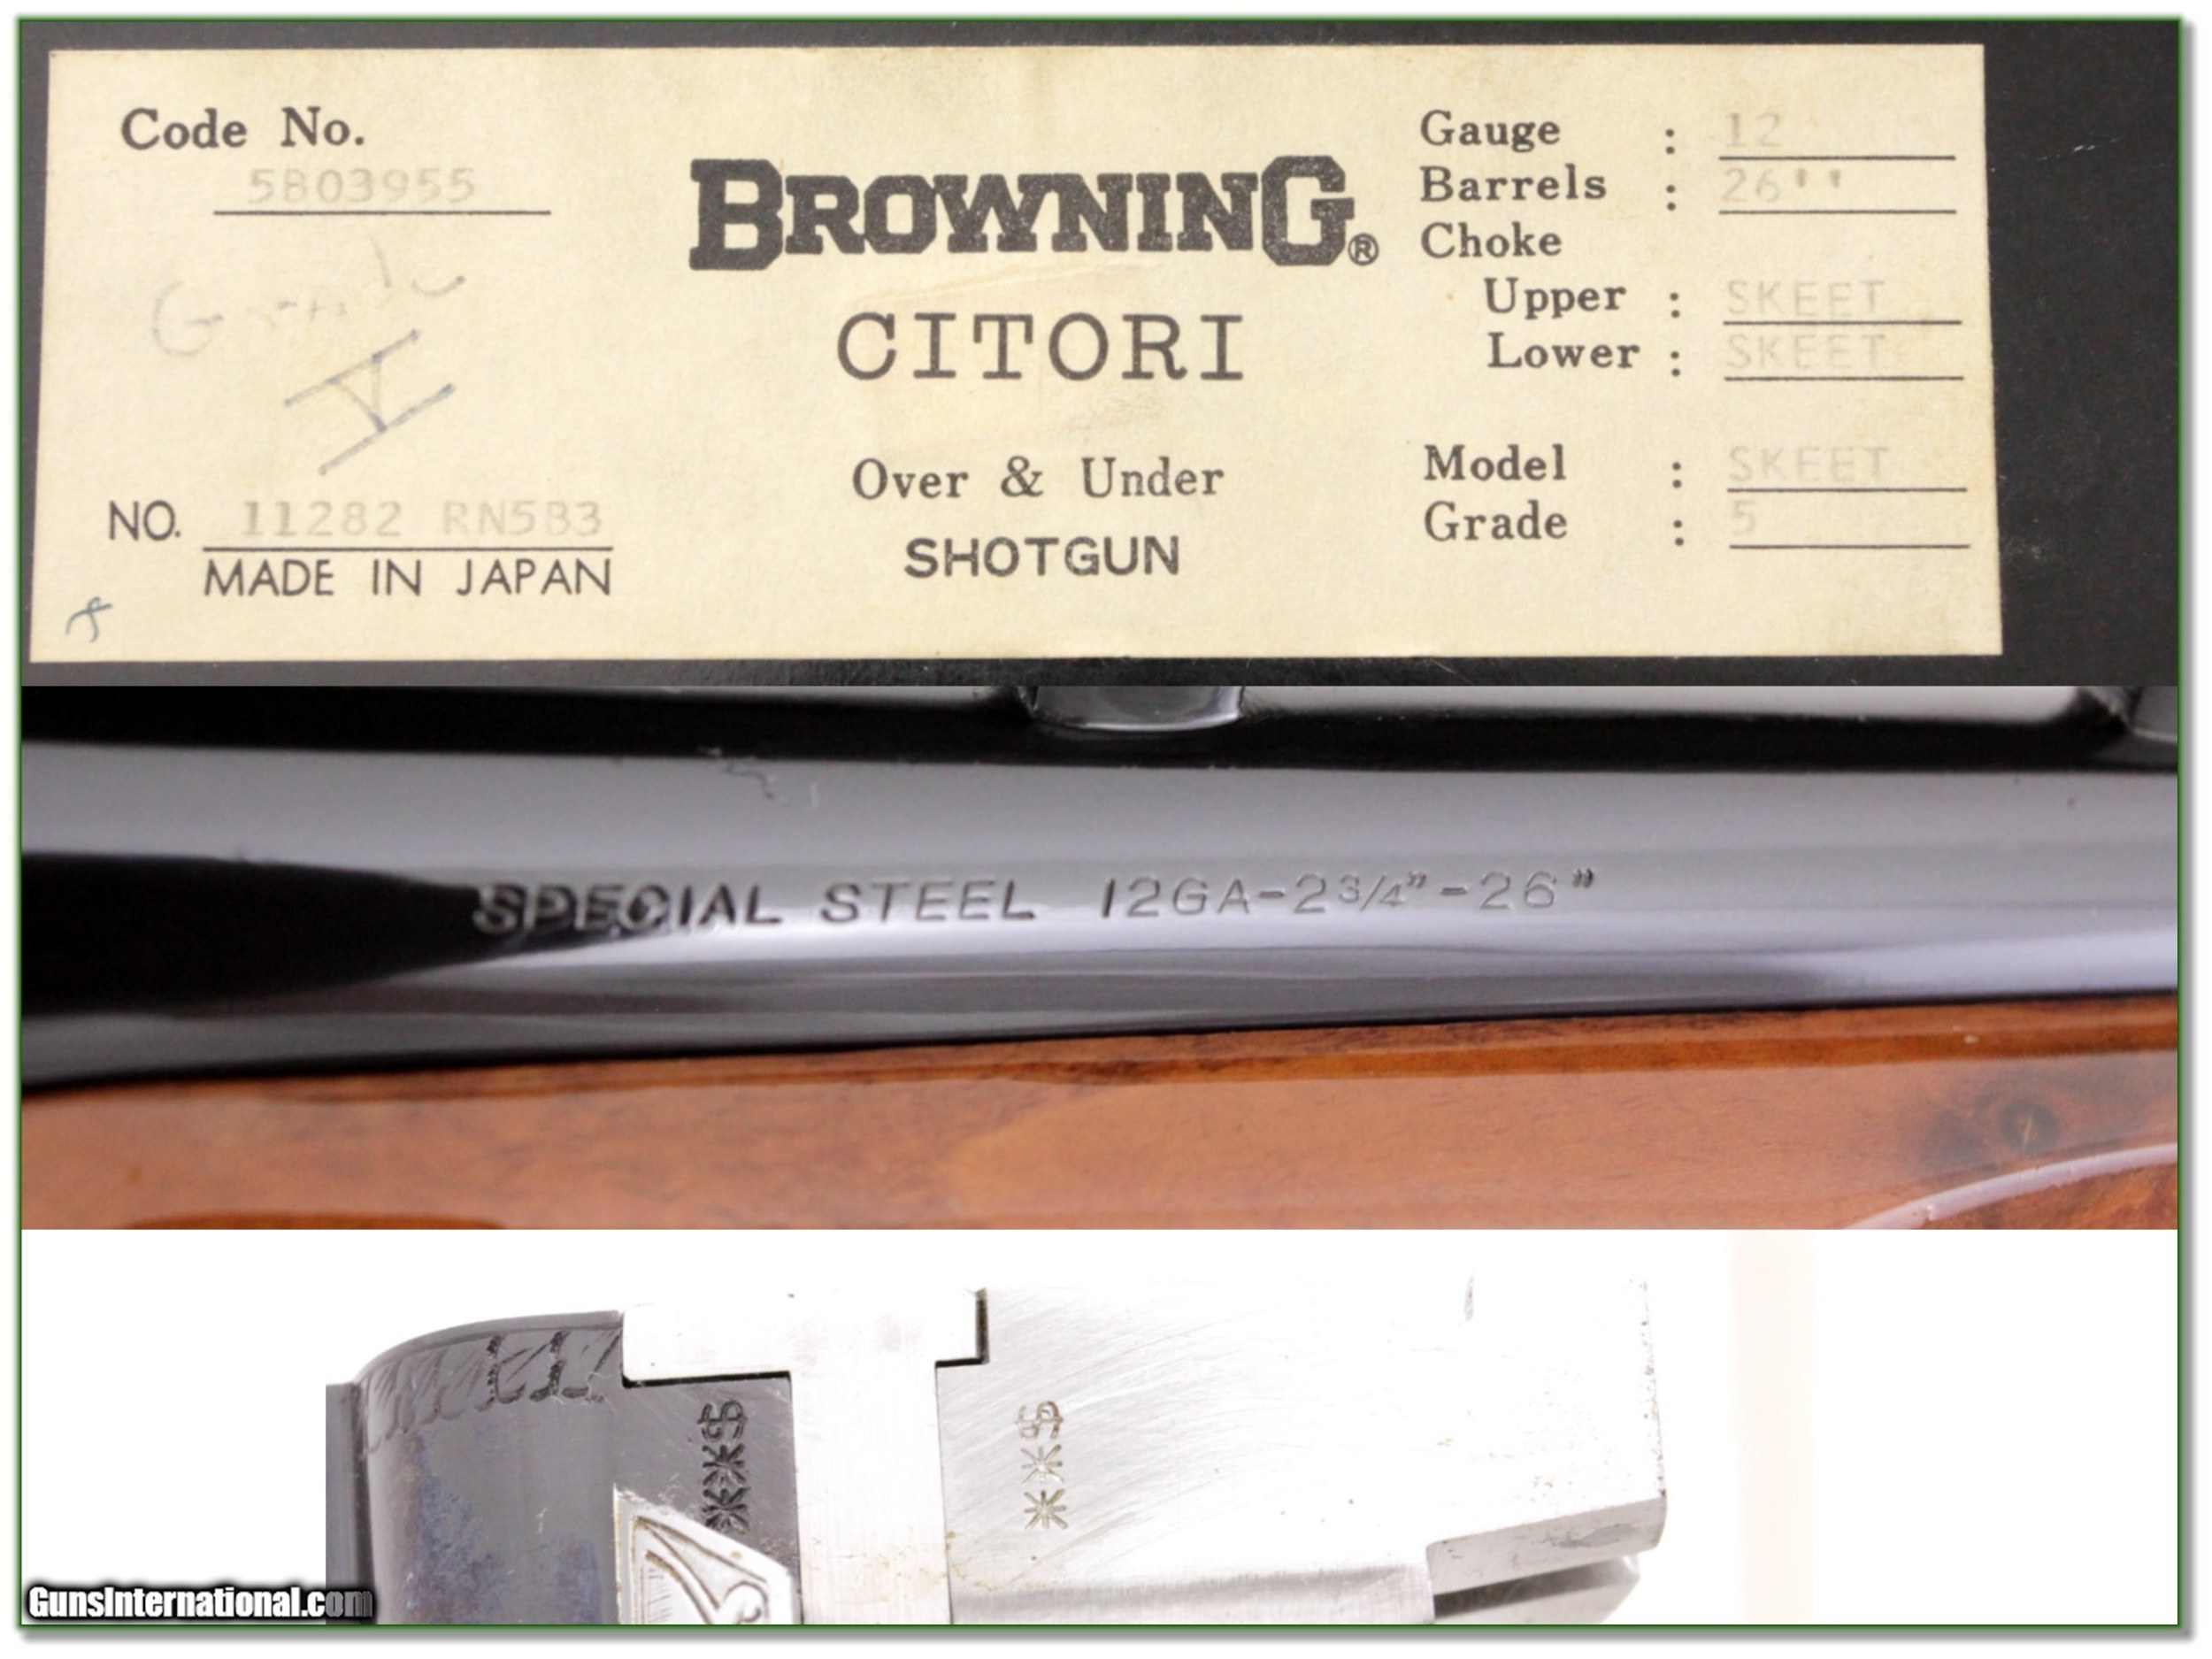 Code No.
5B03955
Grade
NO. 11282 RN5B3
MADE IN JAPAN
BROWNING®
CITORI
Over & Under
SHOTGUN
Gauge : 12
Barrels : 26''
Choke
Upper : SKEET
Lower : SKEET
Model : SKEET
Grade : 5
SPECIAL STEEL 12GA-2 3/4"-26"
**$
**$
GunsInternational.com